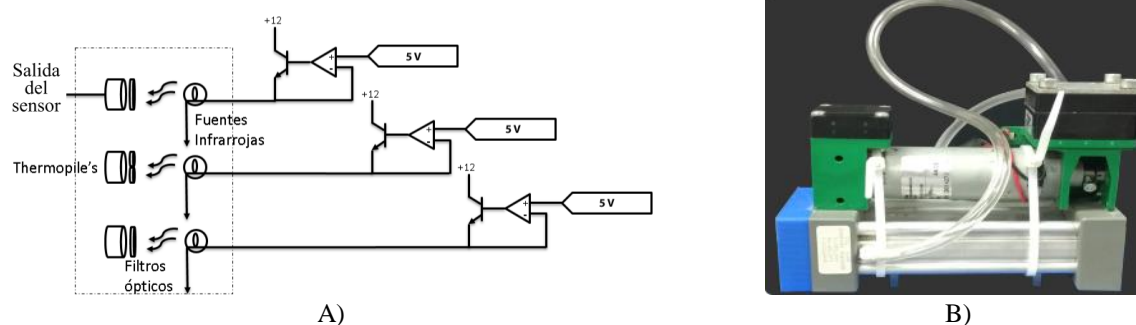 +12
5 V
Salida
del
sensor
Fuentes
Infrarrojas
+12
5 V
Thermopile's
+12
5 V
Filtros
ópticos
A)
B)